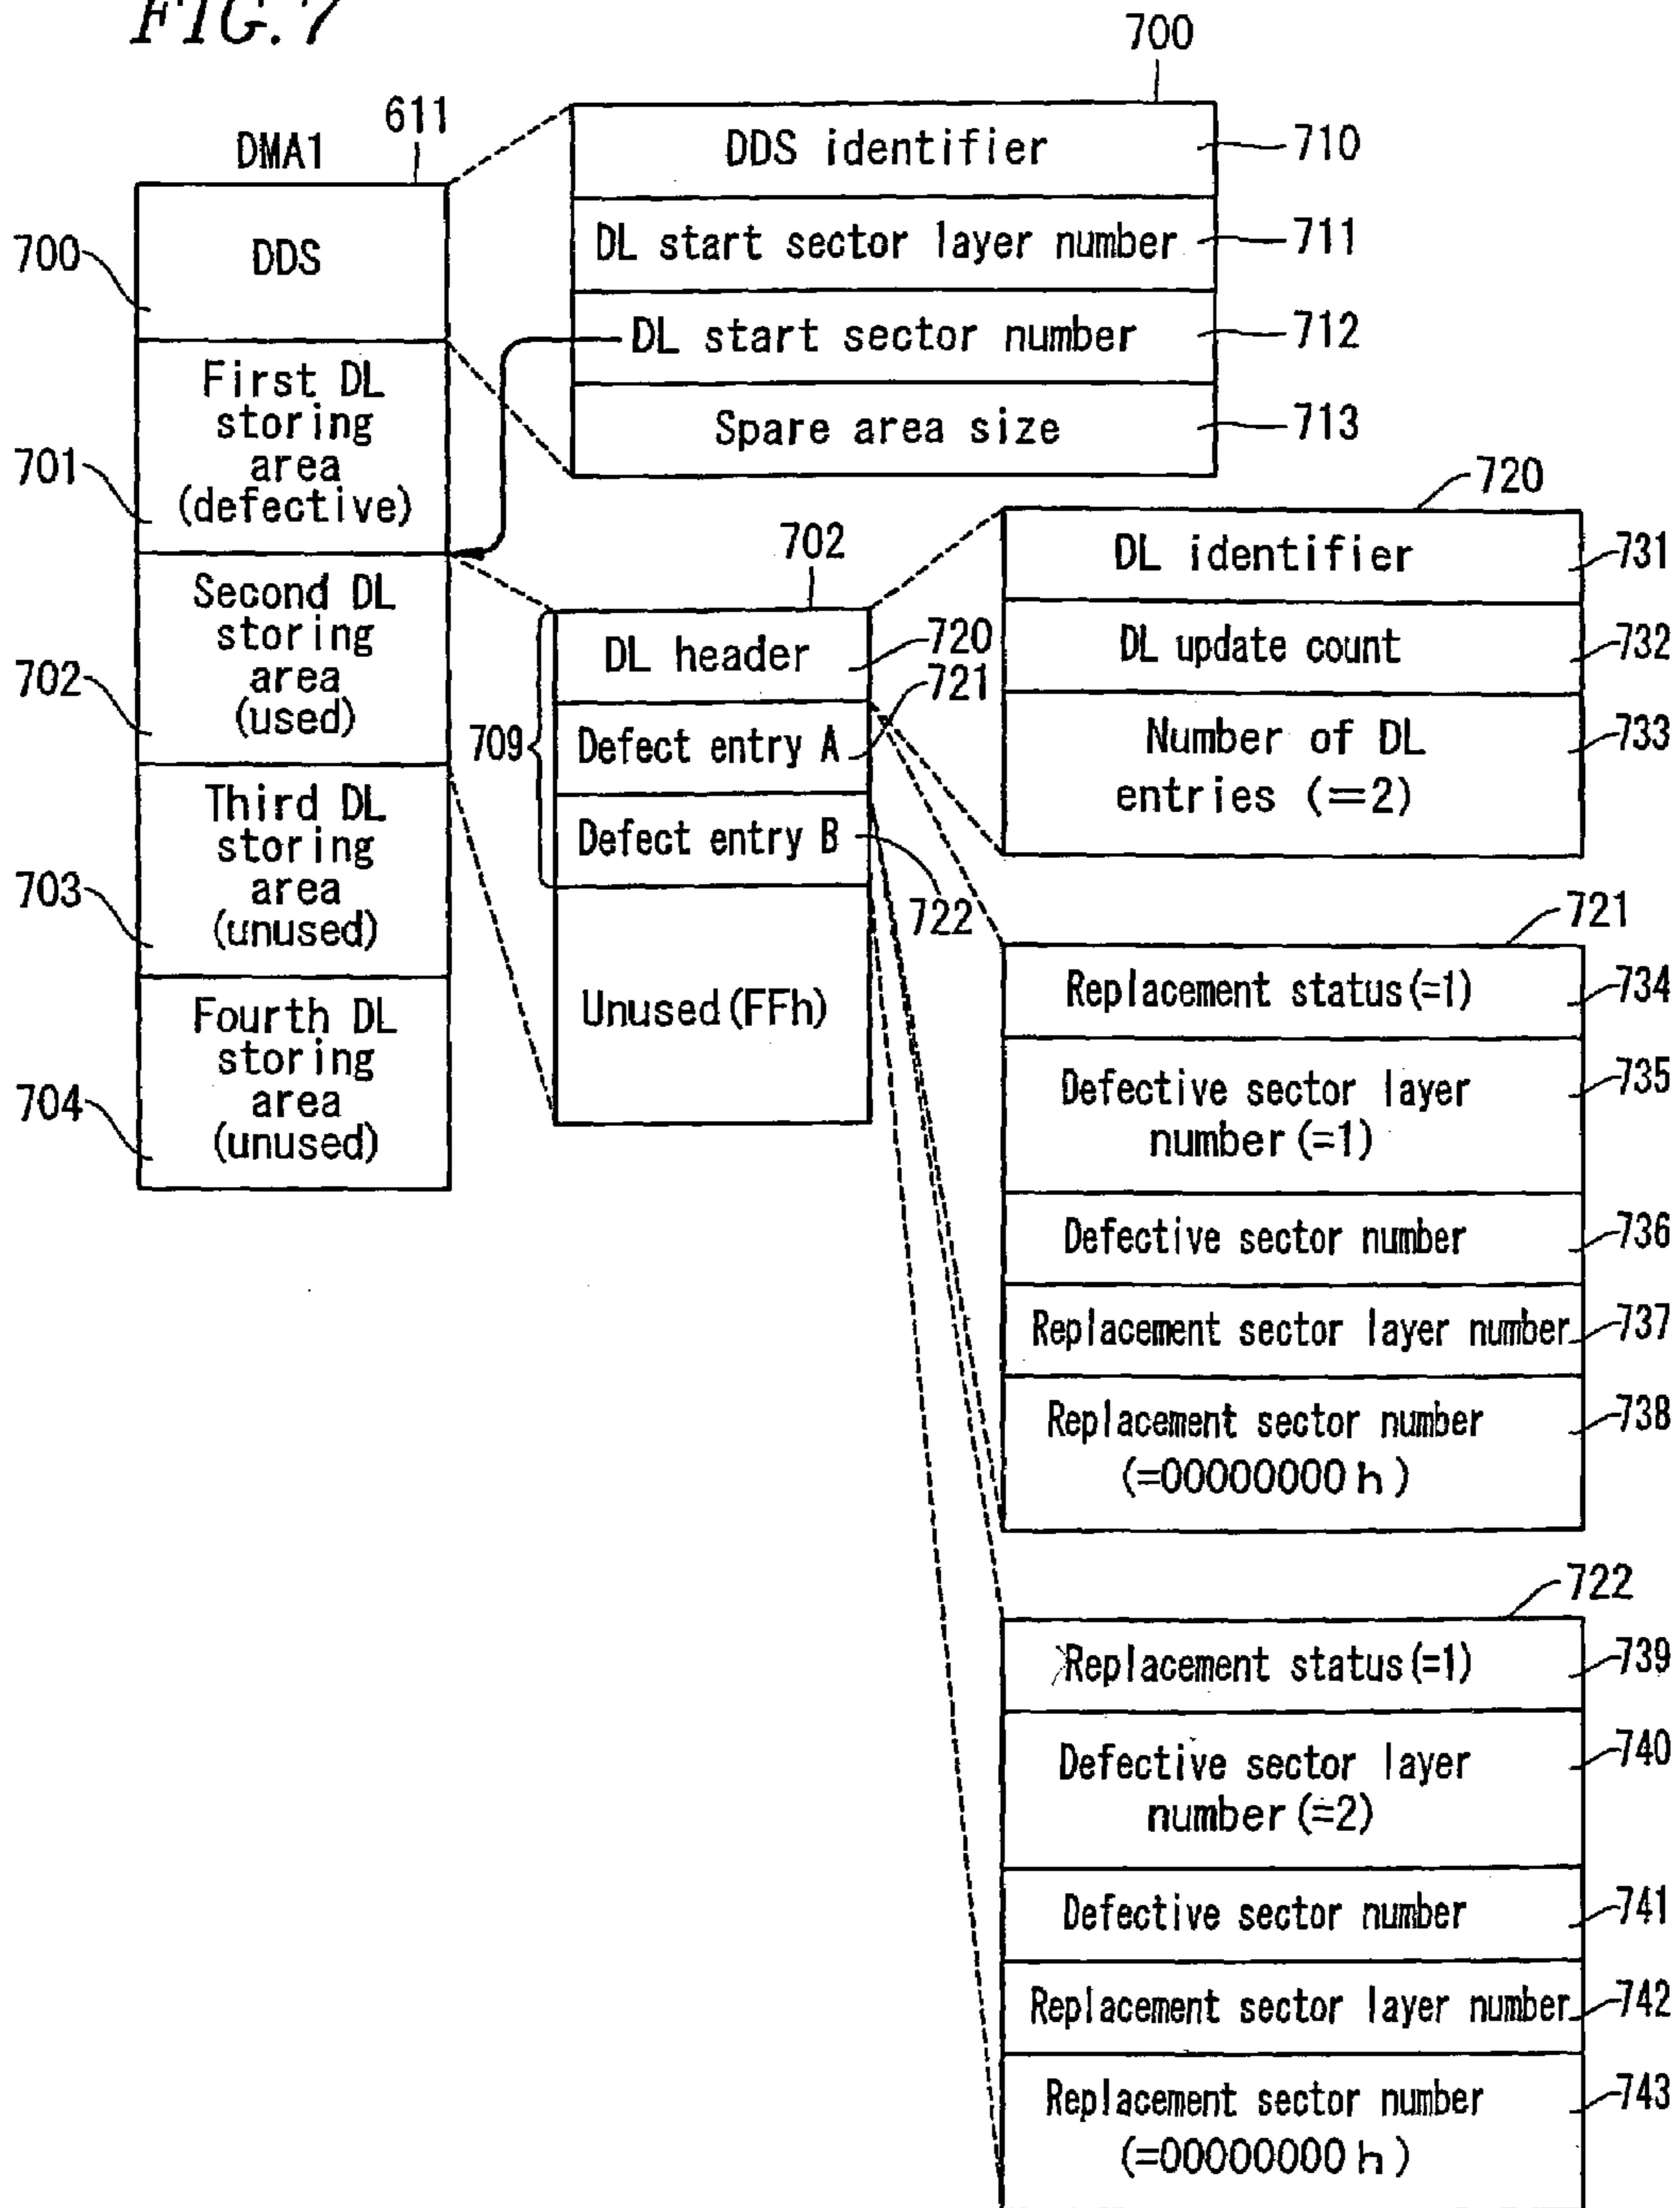 FIG. 7
700
611
DMA1
DDS identifier
710
DL start sector layer number
711
700
DDS
DL start sector number
712
First DL
storing
area
(defective)
701
Spare area size
713
720
702
DL identifier
731
Second DL
storing
area
(used)
702
DL header
720
DL update count
732
721
709
Defect entry A
Number of DL
entries (=2)
733
Third DL
storing
area
(unused)
703
Defect entry B
722
721
Unused (FFh)
Replacement status (=1)
734
Fourth DL
storing
area
(unused)
704
Defective sector layer
number (=1)
735
Defective sector number
736
Replacement sector layer number
737
Replacement sector number
(=00000000 h )
738
722
Replacement status (=1)
739
Defective sector layer
number (=2)
740
Defective sector number
741
Replacement sector layer number
742
Replacement sector number
(=00000000 h )
743